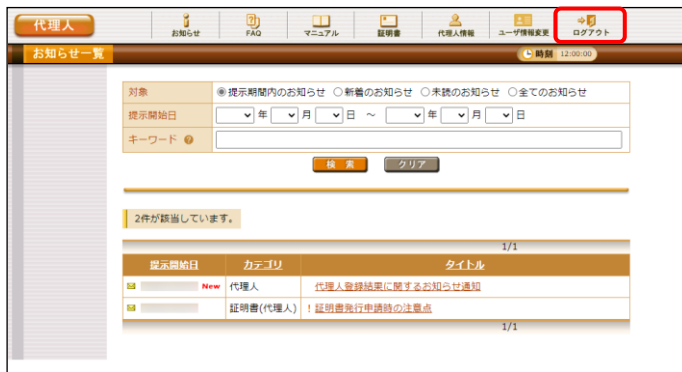 代理人
お知らせ FAQ マニュアル 証明書 代理人情報 ユーザ情報変更 ログアウト
お知らせ一覧 時刻 12:00:00
対象 提示期間内のお知らせ 新着のお知らせ 未読のお知らせ 全てのお知らせ
提示開始日 年 月 日 ～ 年 月 日
キーワード ?
検 索 クリア
2件が該当しています。
1/1
提示開始日 カテゴリ タイトル
New 代理人 代理人登録結果に関するお知らせ通知
証明書(代理人) ! 証明書発行申請時の注意点
1/1